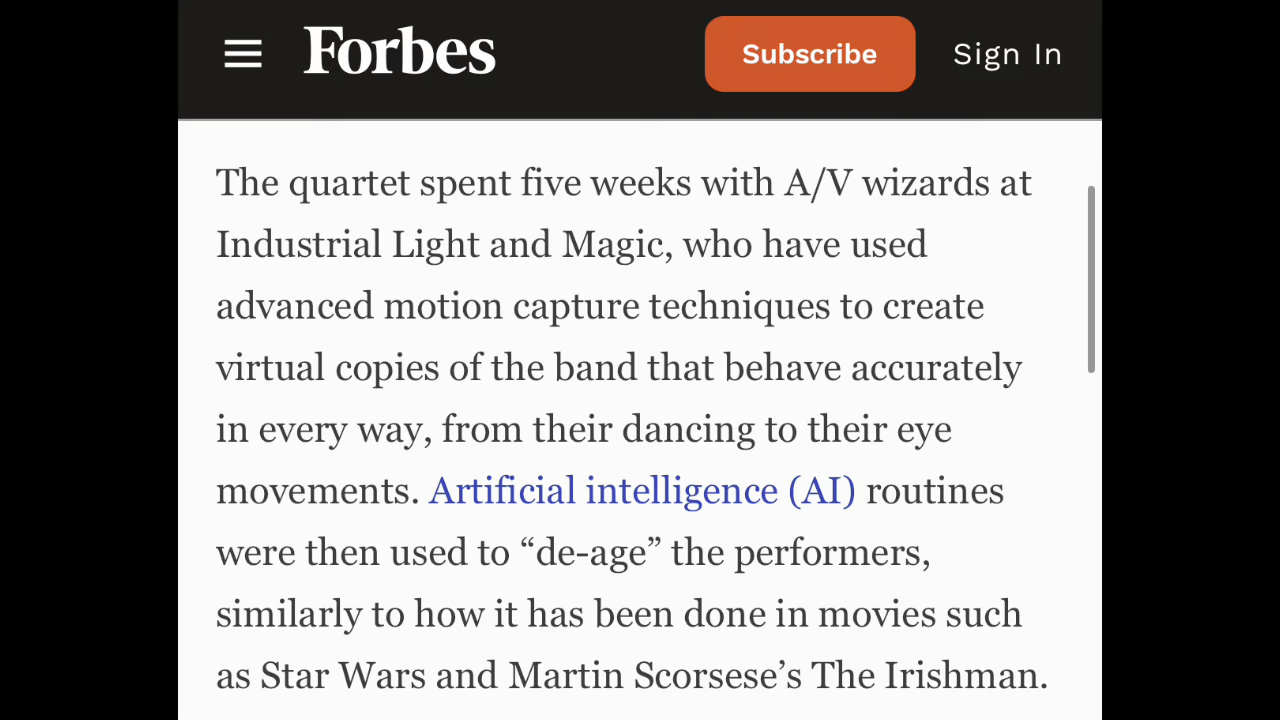 Forbes
Subscribe
Sign In
The quartet spent five weeks with A/V wizards at
Industrial Light and Magic, who have used
advanced motion capture techniques to create
virtual copies of the band that behave accurately
in every way, from their dancing to their eye
movements. Artificial intelligence (AI) routines
were then used to “de-age” the performers,
similarly to how it has been done in movies such
as Star Wars and Martin Scorsese’s The Irishman.